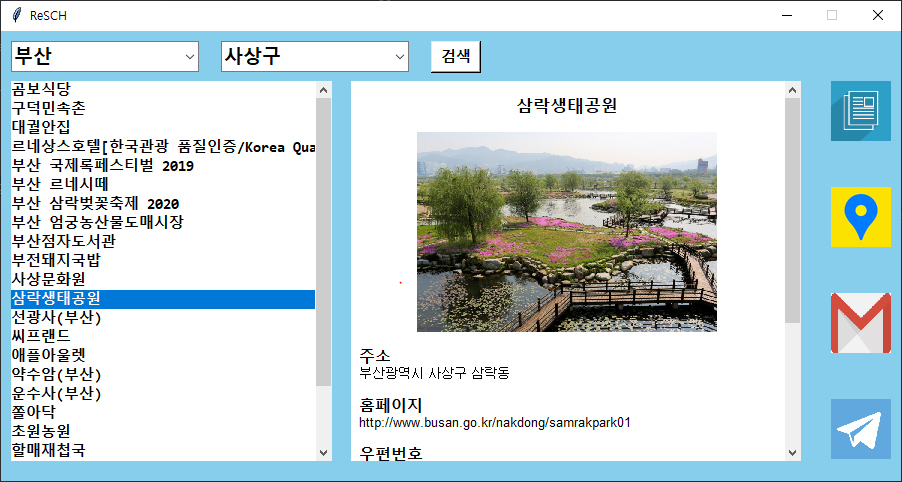 ReSCH
부산
사상구
검색
곰보식당
구덕민속촌
대궐안집
르네상스호텔[한국관광 품질인증/Korea Qua
부산 국제록페스티벌 2019
부산 르네시떼
부산 삼락벚꽃축제 2020
부산 엄궁농산물도매시장
부산점자도서관
부전돼지국밥
사상문화원
삼락생태공원
선광사(부산)
씨프랜드
애플아울렛
약수암(부산)
운수사(부산)
쫄아닥
초원농원
할매재첩국
삼락생태공원
주소
부산광역시 사상구 삼락동
홈페이지
http://www.busan.go.kr/nakdong/samrakpark01
우편번호